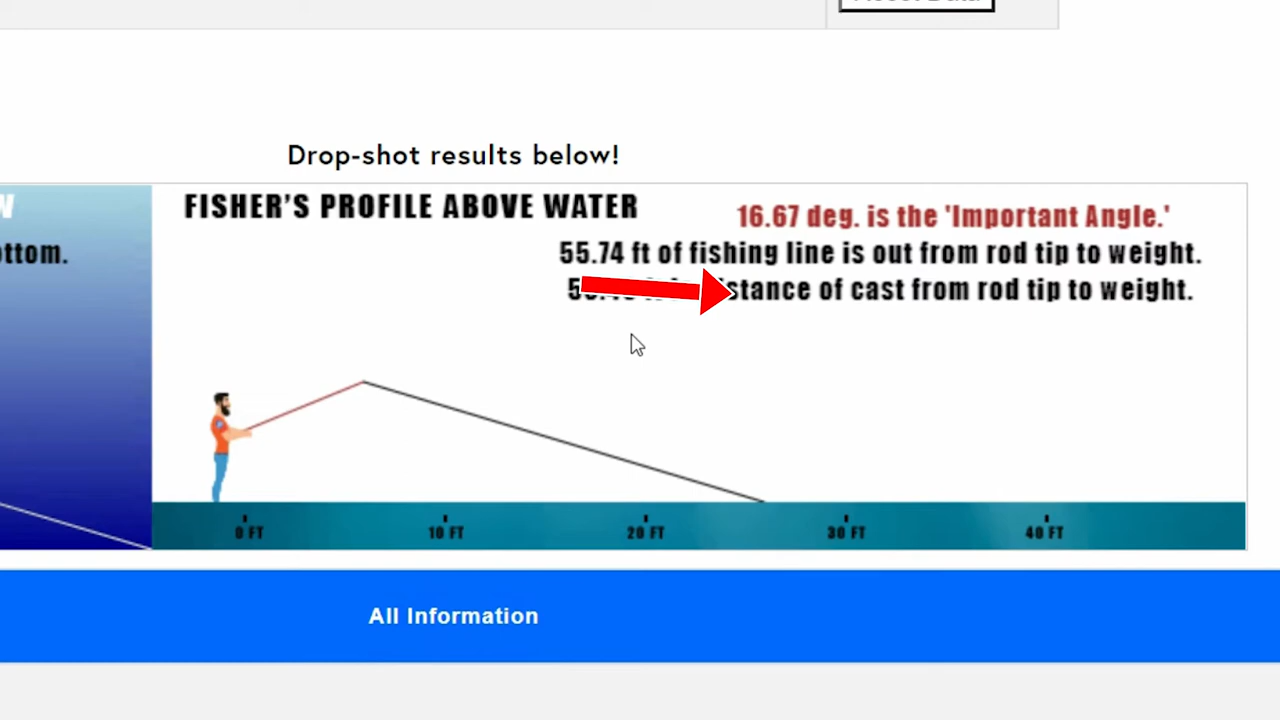 Drop-shot results below!
FISHER'S PROFILE ABOVE WATER
16.67 deg. is the 'Important Angle.'
ottom.
55.74 ft of fishing line is out from rod tip to weight.
of cast from rod tip to weight.
0 FT
10 FT
20 FT
30 FT
40 FT
All Information